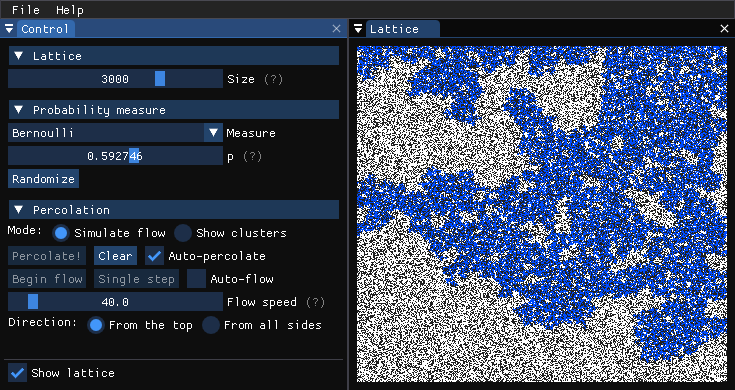 File Help
Control
Lattice
3000 Size (?)
Probability measure
Bernoulli Measure
0.592746 p (?)
Randomize
Percolation
Mode: Simulate flow Show clusters
Percolate! Clear Auto-percolate
Begin flow Single step Auto-flow
40.0 Flow speed (?)
Direction: From the top From all sides
Show lattice
Lattice